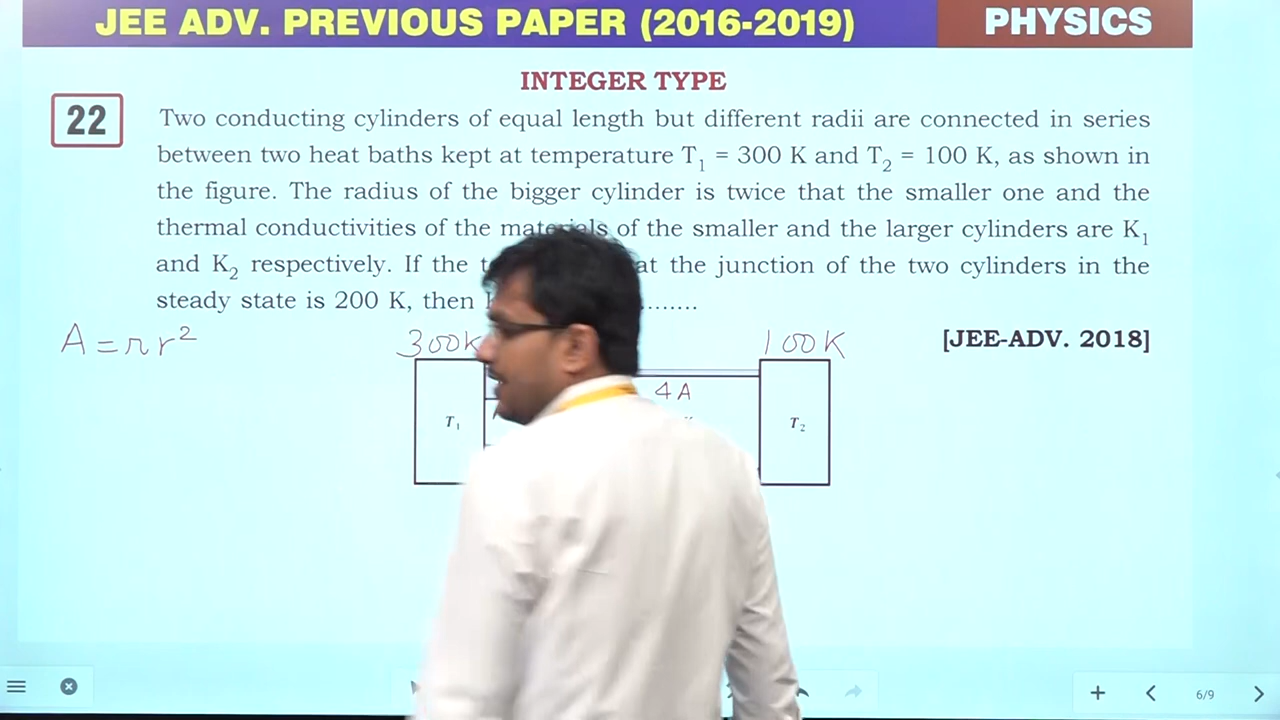 JEE ADV. PREVIOUS PAPER (2016-2019)
PHYSICS
INTEGER TYPE
22
Two conducting cylinders of equal length but different radii are connected in series
between two heat baths kept at temperature T₁ = 300 K and T₂ = 100 K, as shown in
the figure. The radius of the bigger cylinder is twice that the smaller one and the
thermal conductivities of the materials of the smaller and the larger cylinders are K₁
and K₂ respectively. If the at the junction of the two cylinders in the
steady state is 200 K, then ..........
A = πr²
300K
100K
[JEE-ADV. 2018]
4A
T₁
T₂
6/9